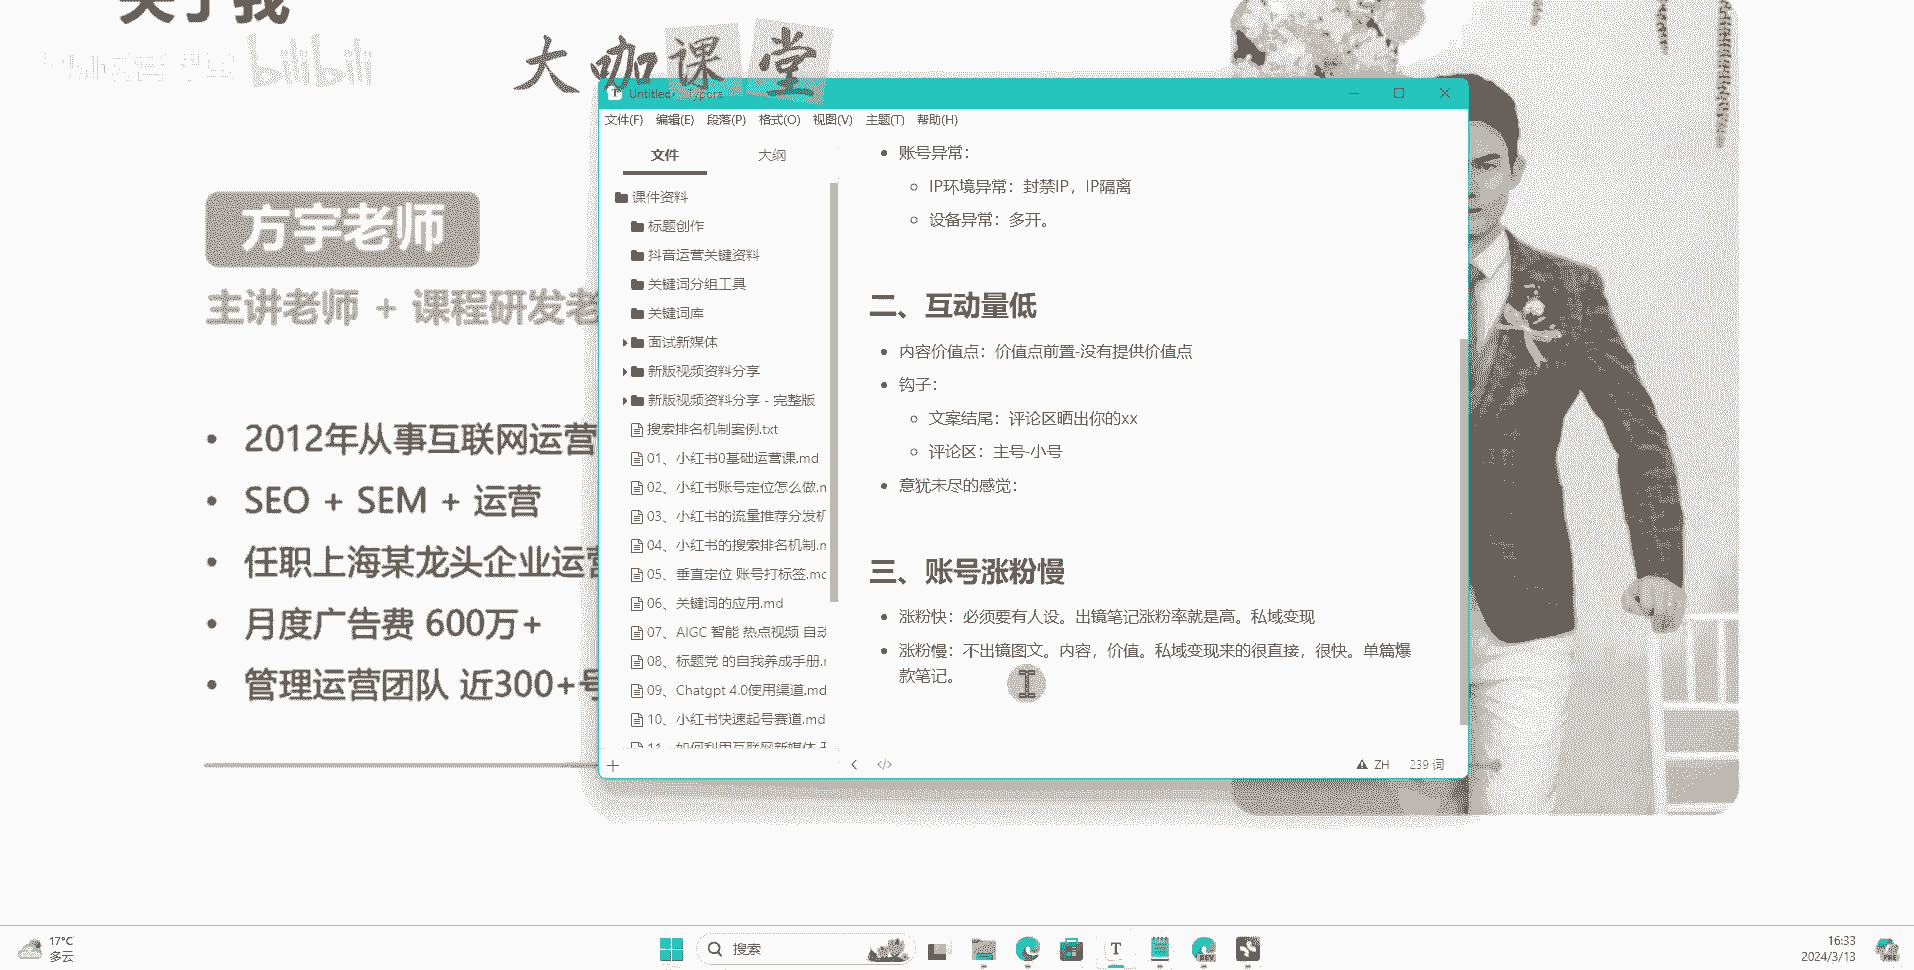 关于我
bilibili
大咖课堂
方宇老师
主讲老师 + 课程研发老
2012年从事互联网运营
SEO + SEM + 运营
任职上海某龙头企业运营
月度广告费 600万+
管理运营团队 近300+号
Untitled - Typora
文件(F) 编辑(E) 段落(P) 格式(O) 视图(V) 主题(T) 帮助(H)
文件 大纲
课件资料
标题创作
抖音运营关键资料
关键词分组工具
关键词库
面试新媒体
新版视频资料分享
新版视频资料分享 - 完整版
搜索排名机制案例.txt
01、小红书0基础运营课.md
02、小红书账号定位怎么做.m
03、小红书的流量推荐分发机
04、小红书的搜索排名机制.m
05、垂直定位 账号打标签.md
06、关键词的应用.md
07、AIGC 智能 热点视频 自动
08、标题党 的自我养成手册.m
09、Chatgpt 4.0使用渠道.md
10、小红书快速起号赛道.md
11、如何利用互联网新媒体
账号异常：
IP环境异常：封禁IP，IP隔离
设备异常：多开。
二、互动量低
内容价值点：价值点前置-没有提供价值点
钩子：
文案结尾：评论区晒出你的xx
评论区：主号-小号
意犹未尽的感觉：
三、账号涨粉慢
涨粉快：必须要有人设。出镜笔记涨粉率就是高。私域变现
涨粉慢：不出镜图文。内容，价值。私域变现来的很直接，很快。单篇爆
款笔记。
ZH 239 词
17°C
多云
搜索
16:33
2024/3/13